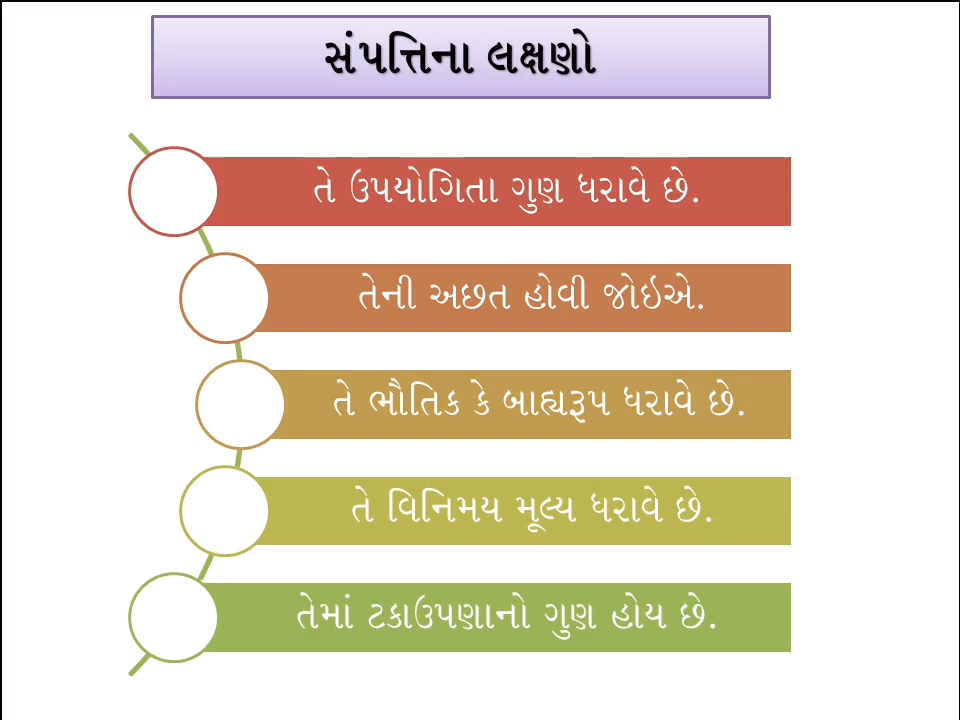 સંપત્તિના લક્ષણો
તે ઉપયોગિતા ગુણ ધરાવે છે.
તેની અછત હોવી જોઇએ.
તે ભૌતિક કે બાહ્યરૂપ ધરાવે છે.
તે વિનિમય મૂલ્ય ધરાવે છે.
તેમાં ટકાઉપણાનો ગુણ હોય છે.